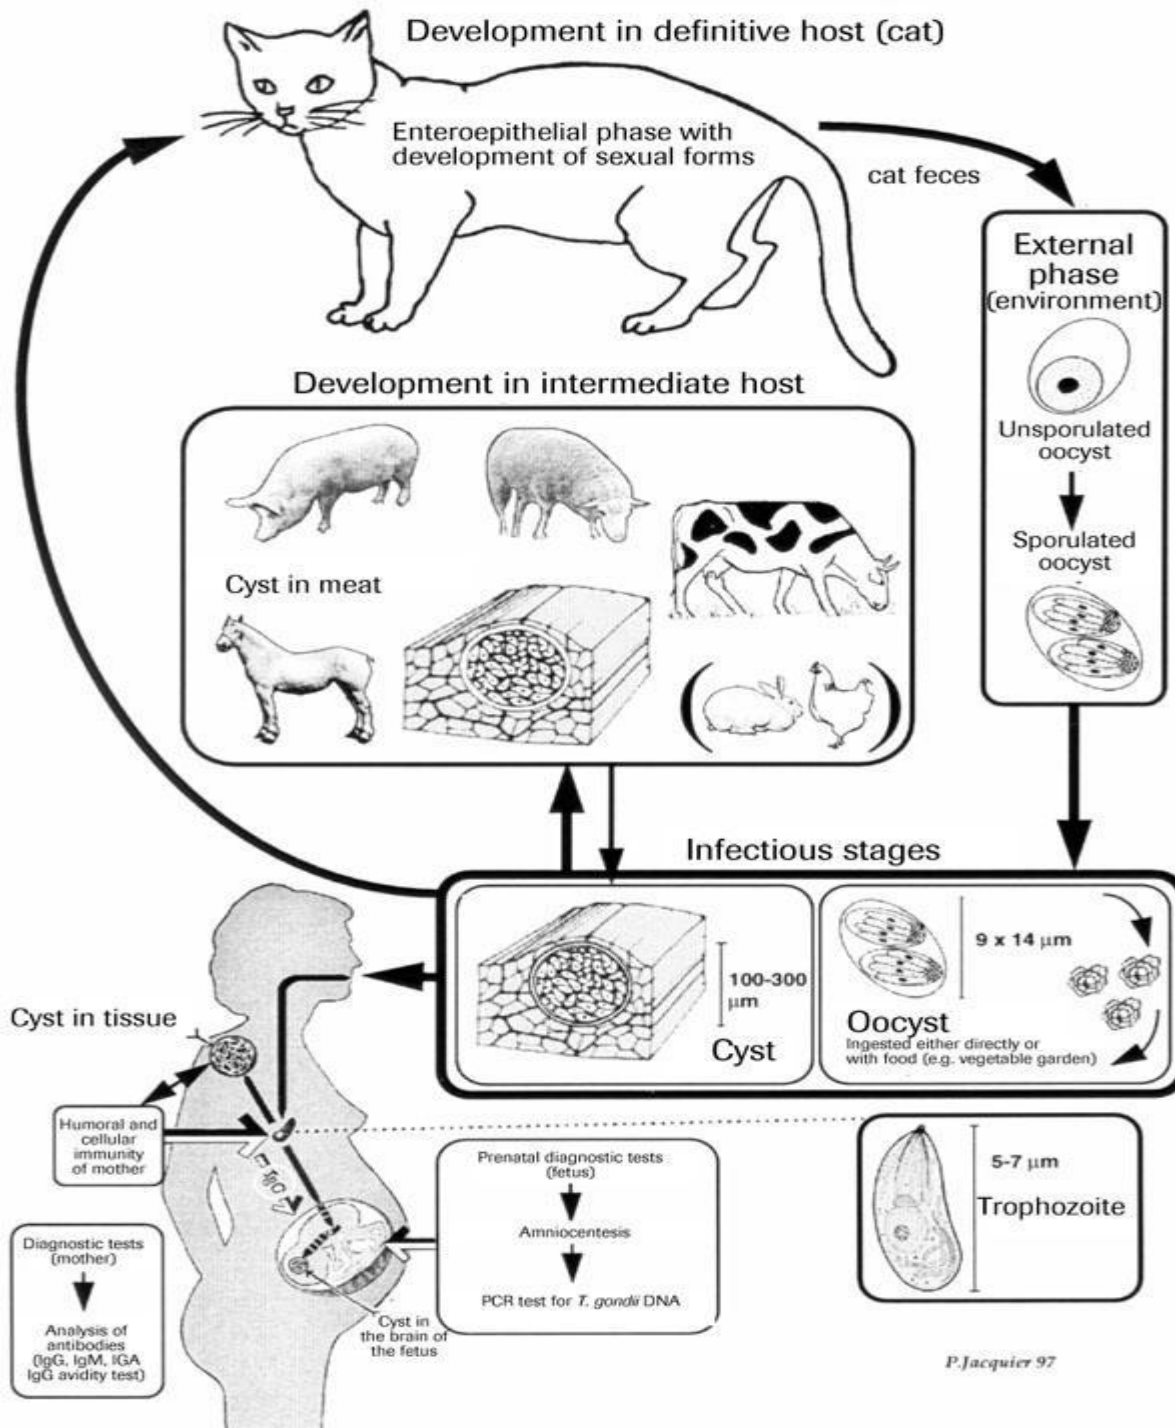 Development in definitive host (cat)
Enteroepithelial phase with
development of sexual forms
cat feces
External
phase
(environment)
Unsporulated
oocyst
Sporulated
oocyst
Development in intermediate host
Cyst in meat
Infectious stages
100-300
μm
Cyst
9 x 14 μm
Oocyst
Ingested either directly or
with food (e.g. vegetable garden)
Cyst in tissue
Humoral and
cellular
immunity
of mother
IgG
Prenatal diagnostic tests
(fetus)
Amniocentesis
PCR test for T. gondii DNA
5-7 μm
Trophozoite
Diagnostic tests
(mother)
Analysis of
antibodies
(IgG, IgM, IGA
IgG avidity test)
Cyst in
the brain of
the fetus
P.Jacquier 97